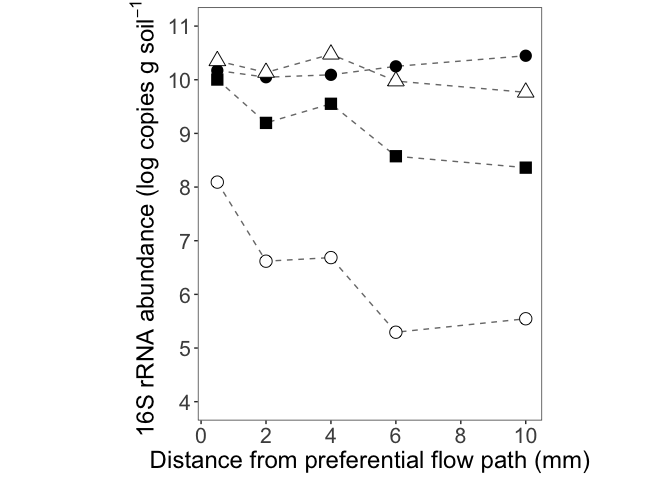 16S rRNA abundance (log copies g soil⁻¹
11
10
9
8
7
6
5
4
0 2 4 6 8 10
Distance from preferential flow path (mm)